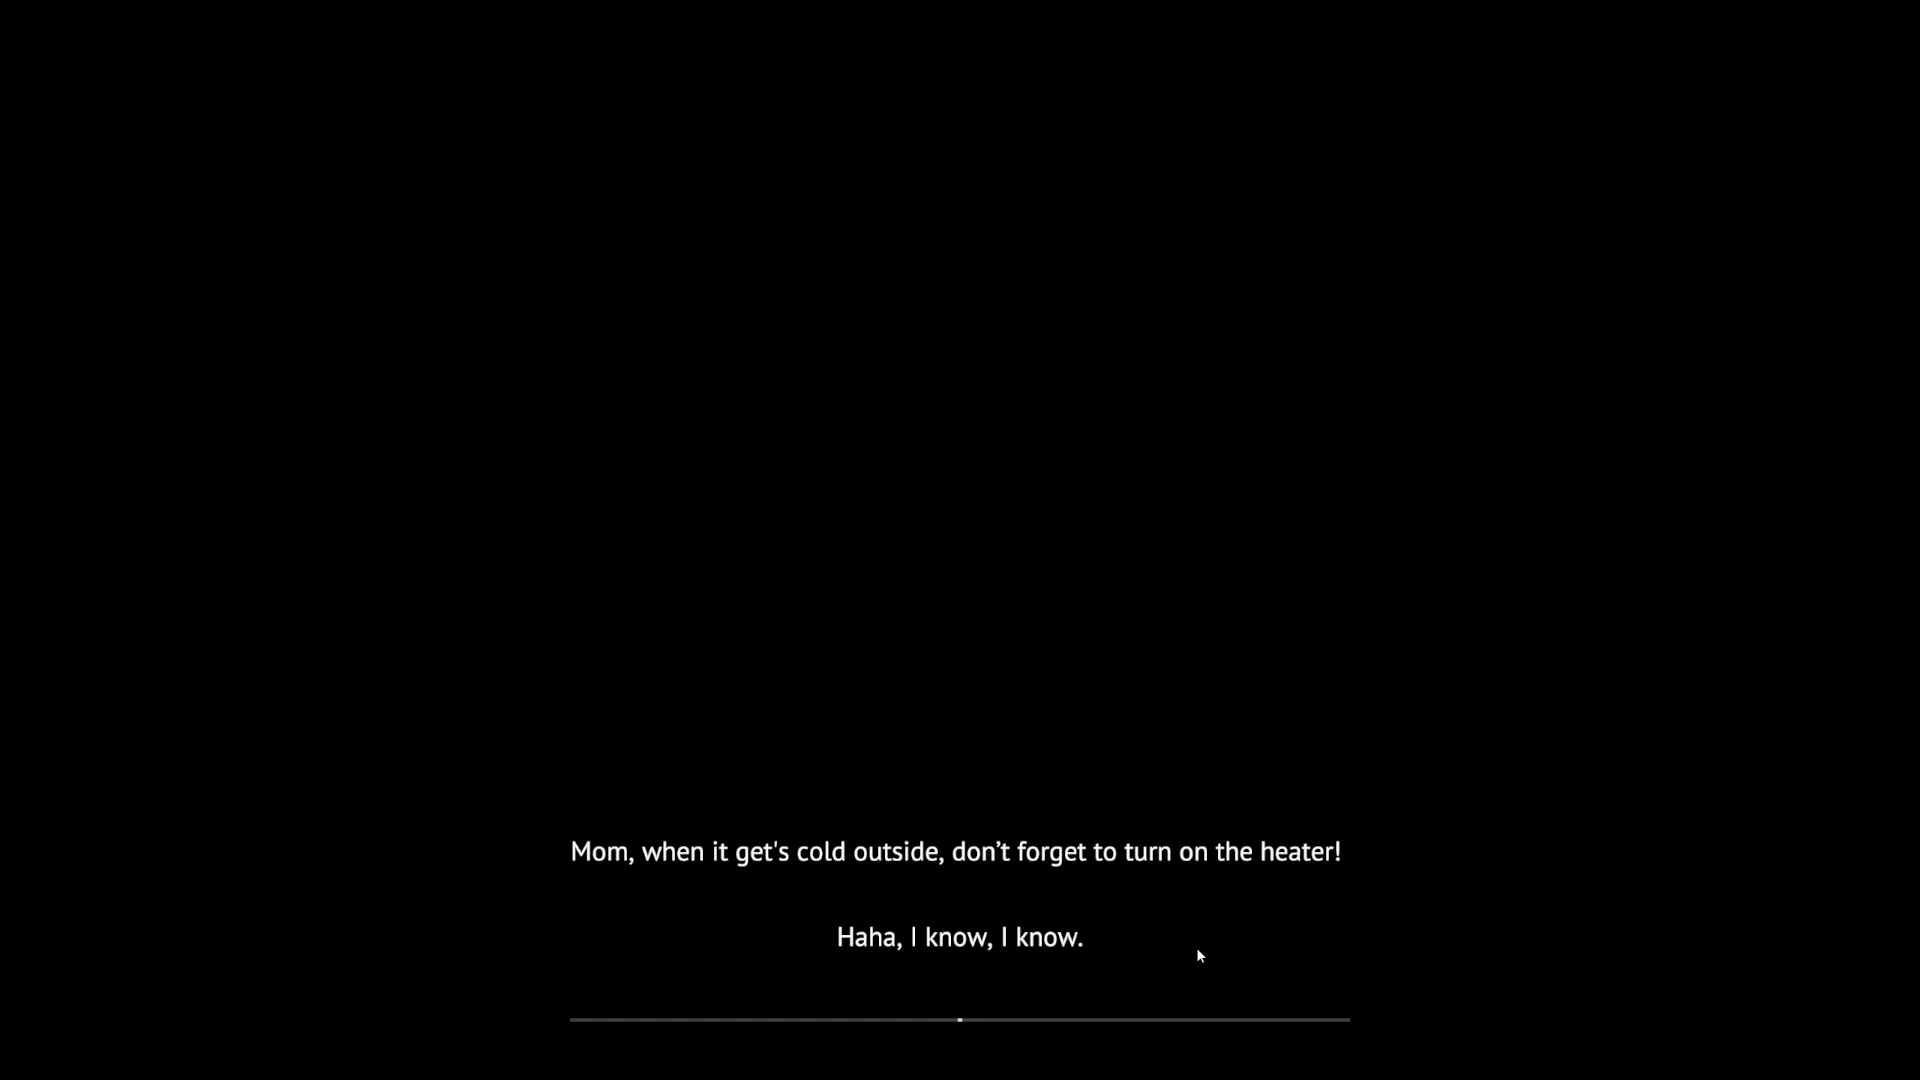 Mom, when it get's cold outside, don’t forget to turn on the heater!
Haha, I know, I know.